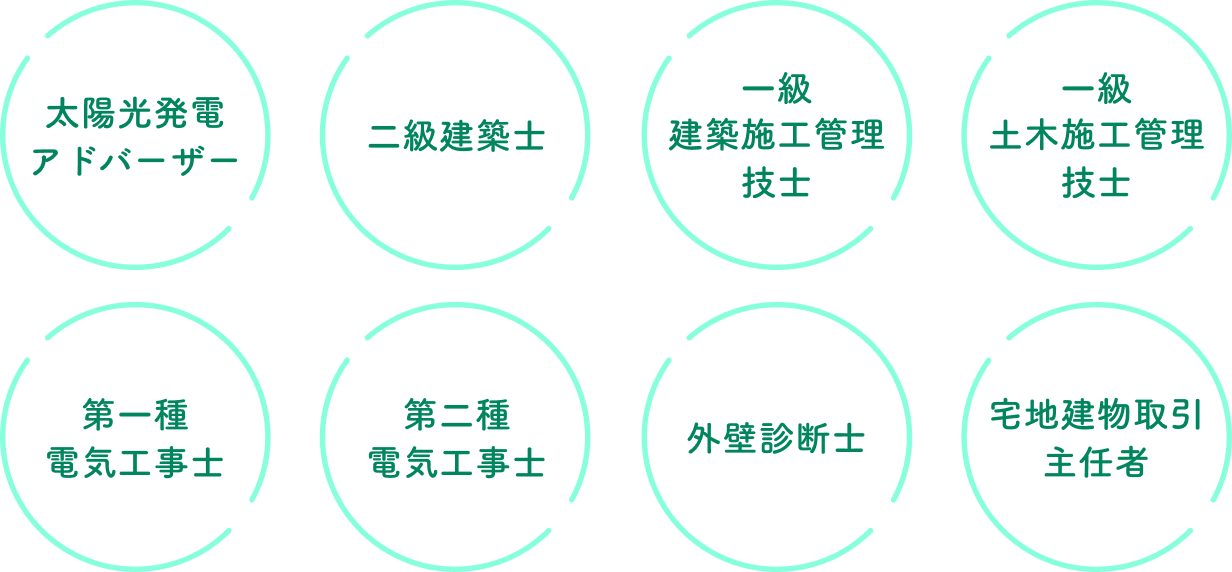 太陽光発電
アドバーザー
二級建築士
一級
建築施工管理
技士
一級
土木施工管理
技士
第一種
電気工事士
第二種
電気工事士
外壁診断士
宅地建物取引
主任者